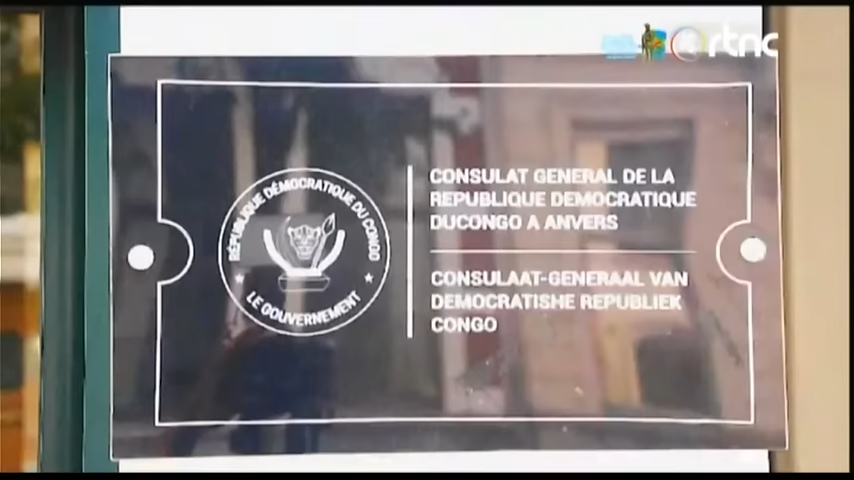 rtnc
RÉPUBLIQUE DÉMOCRATIQUE DU CONGO
LE GOUVERNEMENT
CONSULAT GENERAL DE LA
REPUBLIQUE DEMOCRATIQUE
DUCONGO A ANVERS
CONSULAAT-GENERAAL VAN
DEMOCRATISHE REPUBLIEK
CONGO